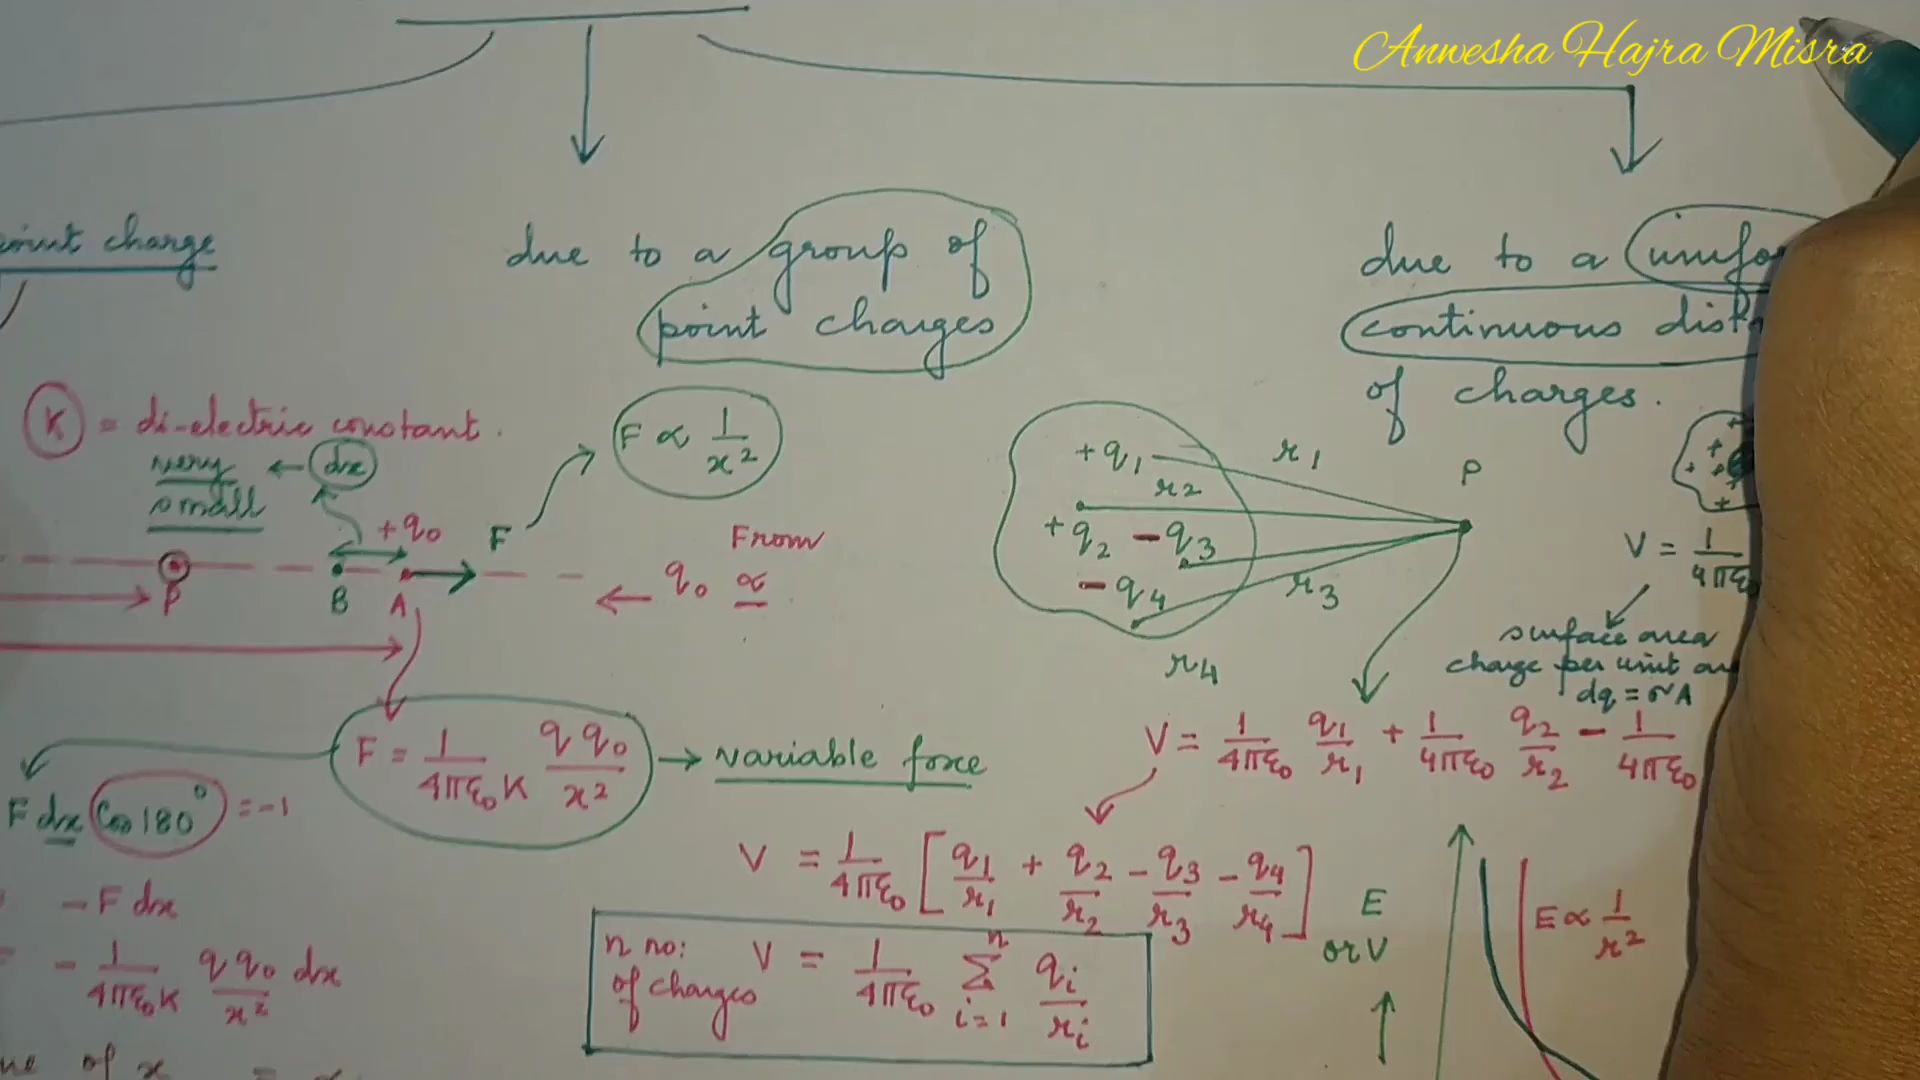 Anwesha Hajra Misra
point charge
due to a group of
point charges
due to a
continuous
of charges.
K = di-electric constant.
very ← dx
small
+q₀
F
F ∝ 1/x²
From
← q₀ ∝
P
B
A
+q₁
+q₂
-q₃
-q₄
r₁
r₂
r₃
r₄
P
V = 1/4πε₀
surface area
charge per unit
dq = σA
F = 1/4πε₀K qq₀/x² → variable force
F dx Cos 180° = -1
- F dx
- 1/4πε₀K qq₀/x² dx
of x =
V = 1/4πε₀ q₁/r₁ + 1/4πε₀ q₂/r₂ - 1/4πε₀
V = 1/4πε₀ [q₁/r₁ + q₂/r₂ - q₃/r₃ - q₄/r₄]
n no:
of charges
V = 1/4πε₀ Σ n i=1 qᵢ/rᵢ
E
or V
E ∝ 1/r²